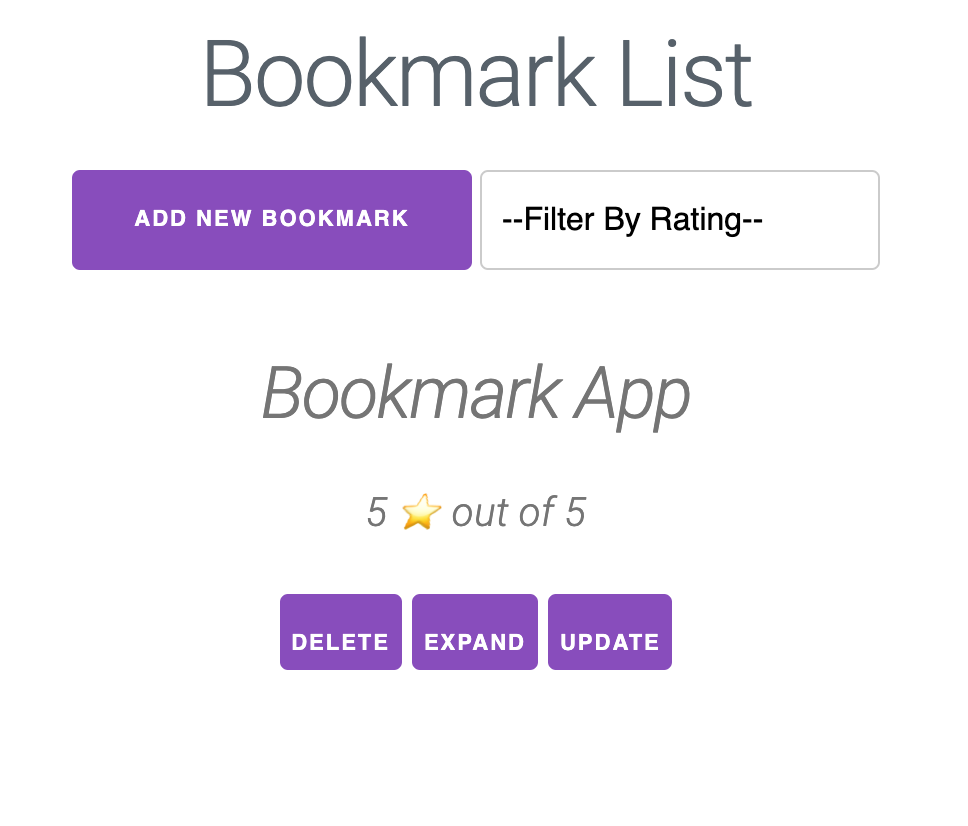 Bookmark List
ADD NEW BOOKMARK --Filter By Rating--
Bookmark App
5 ⭐ out of 5
DELETE EXPAND UPDATE